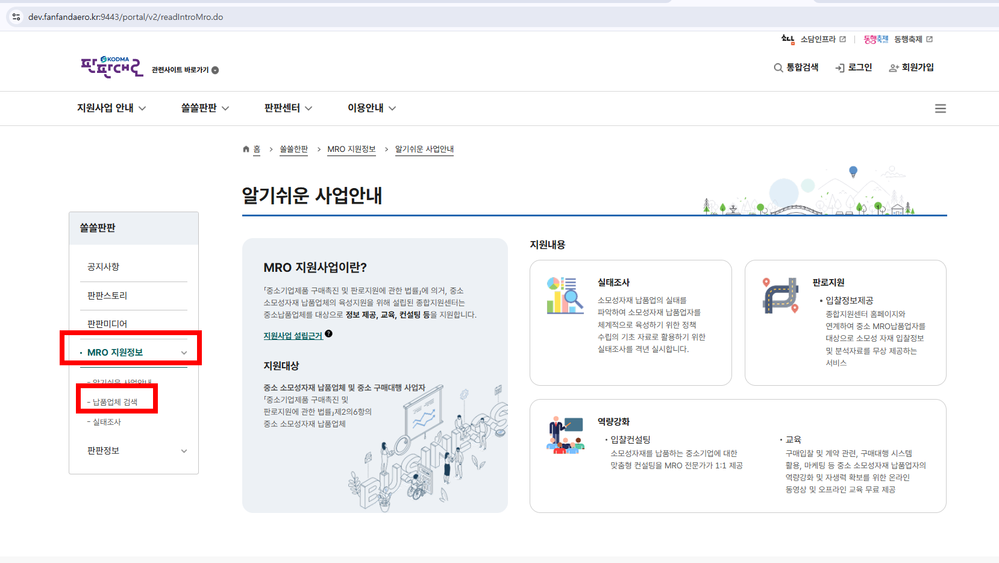 dev.fanfandaero.kr:9443/portal/v2/readIntroMro.do
소담 소담인프라
동행축제 동행축제
KODMA
판판대로
관련사이트 바로가기
통합검색
로그인
회원가입
지원사업 안내
쏠쏠판판
판판센터
이용안내
홈 > 쏠쏠한판 > MRO 지원정보 > 알기쉬운 사업안내
알기쉬운 사업안내
쏠쏠판판
공지사항
판판스토리
판판미디어
· MRO 지원정보
- 알기쉬운 사업안내
- 납품업체 검색
- 실태조사
판판정보
MRO 지원사업이란?
「중소기업제품 구매촉진 및 판로지원에 관한 법률」에 의거, 중소
소모성자재 납품업체의 육성지원을 위해 설립된 종합지원센터는
중소납품업체를 대상으로 정보 제공, 교육, 컨설팅 등을 지원합니다.
지원사업 설립근거 ?
지원대상
중소 소모성자재 납품업체 및 중소 구매대행 사업자
「중소기업제품 구매촉진 및
판로지원에 관한 법률」제2의6항의
중소 소모성자재 납품업체
BUSINESS
지원내용
실태조사
소모성자재 납품업의 실태를
파악하여 소모성자재 납품업자를
체계적으로 육성하기 위한 정책
수립의 기초 자료로 활용하기 위한
실태조사를 격년 실시합니다.
판로지원
· 입찰정보제공
종합지원센터 홈페이지와
연계하여 중소 MRO납품업자를
대상으로 소모성 자재 입찰정보
및 분석자료를 무상 제공하는
서비스
역량강화
· 입찰컨설팅
소모성자재를 납품하는 중소기업에 대한
맞춤형 컨설팅을 MRO 전문가가 1:1 제공
· 교육
구매입찰 및 계약 관련, 구매대행 시스템
활용, 마케팅 등 중소 소모성자재 납품업자의
역량강화 및 자생력 확보를 위한 온라인
동영상 및 오프라인 교육 무료 제공